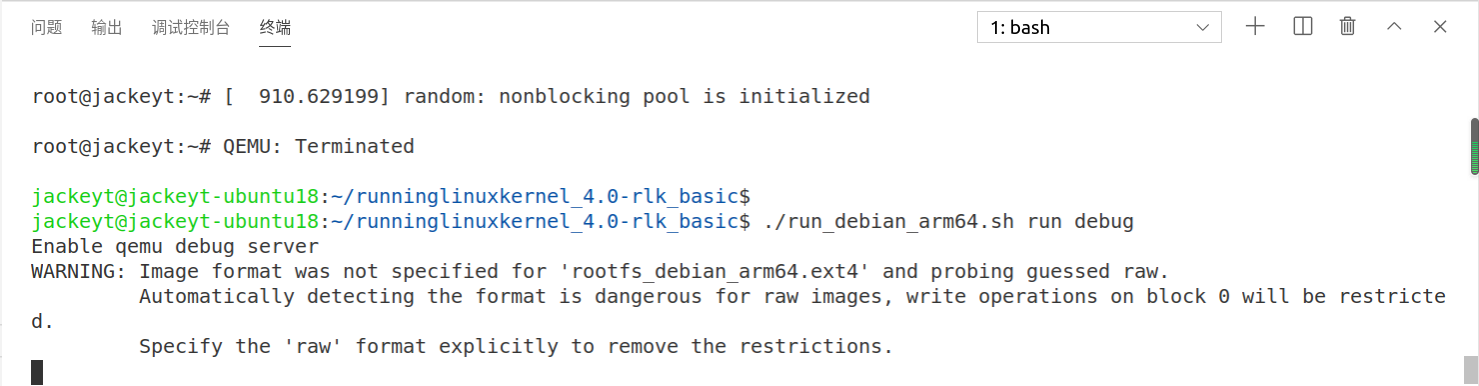 问题 输出 调试控制台 终端 1: bash
root@jackeyt:~# [  910.629199] random: nonblocking pool is initialized
root@jackeyt:~# QEMU: Terminated
jackeyt@jackeyt-ubuntu18:~/runninglinuxkernel_4.0-rlk_basic$
jackeyt@jackeyt-ubuntu18:~/runninglinuxkernel_4.0-rlk_basic$ ./run_debian_arm64.sh run debug
Enable qemu debug server
WARNING: Image format was not specified for 'rootfs_debian_arm64.ext4' and probing guessed raw.
         Automatically detecting the format is dangerous for raw images, write operations on block 0 will be restricte
d.
         Specify the 'raw' format explicitly to remove the restrictions.